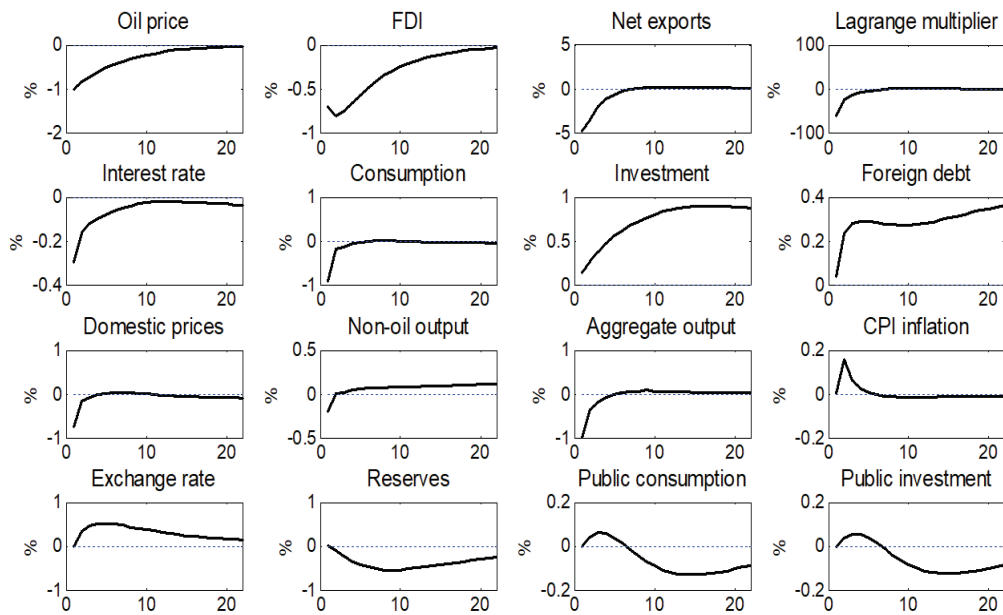 Oil price FDI Net exports Lagrange multiplier
0 0 5 100
% -1 % -0.5 % 0 % 0
-2 -1 -5 -100
0 10 20 0 10 20 0 10 20 0 10 20
Interest rate Consumption Investment Foreign debt
0 1 1 0.4
% -0.2 % 0 % 0.5 % 0.2
-0.4 -1 0 0
0 10 20 0 10 20 0 10 20 0 10 20
Domestic prices Non-oil output Aggregate output CPI inflation
1 0.5 1 0.2
% 0 % 0 % 0 % 0
-1 -0.5 -1 -0.2
0 10 20 0 10 20 0 10 20 0 10 20
Exchange rate Reserves Public consumption Public investment
1 1 0.2 0.2
% 0 % 0 % 0 % 0
-1 -1 -0.2 -0.2
0 10 20 0 10 20 0 10 20 0 10 20